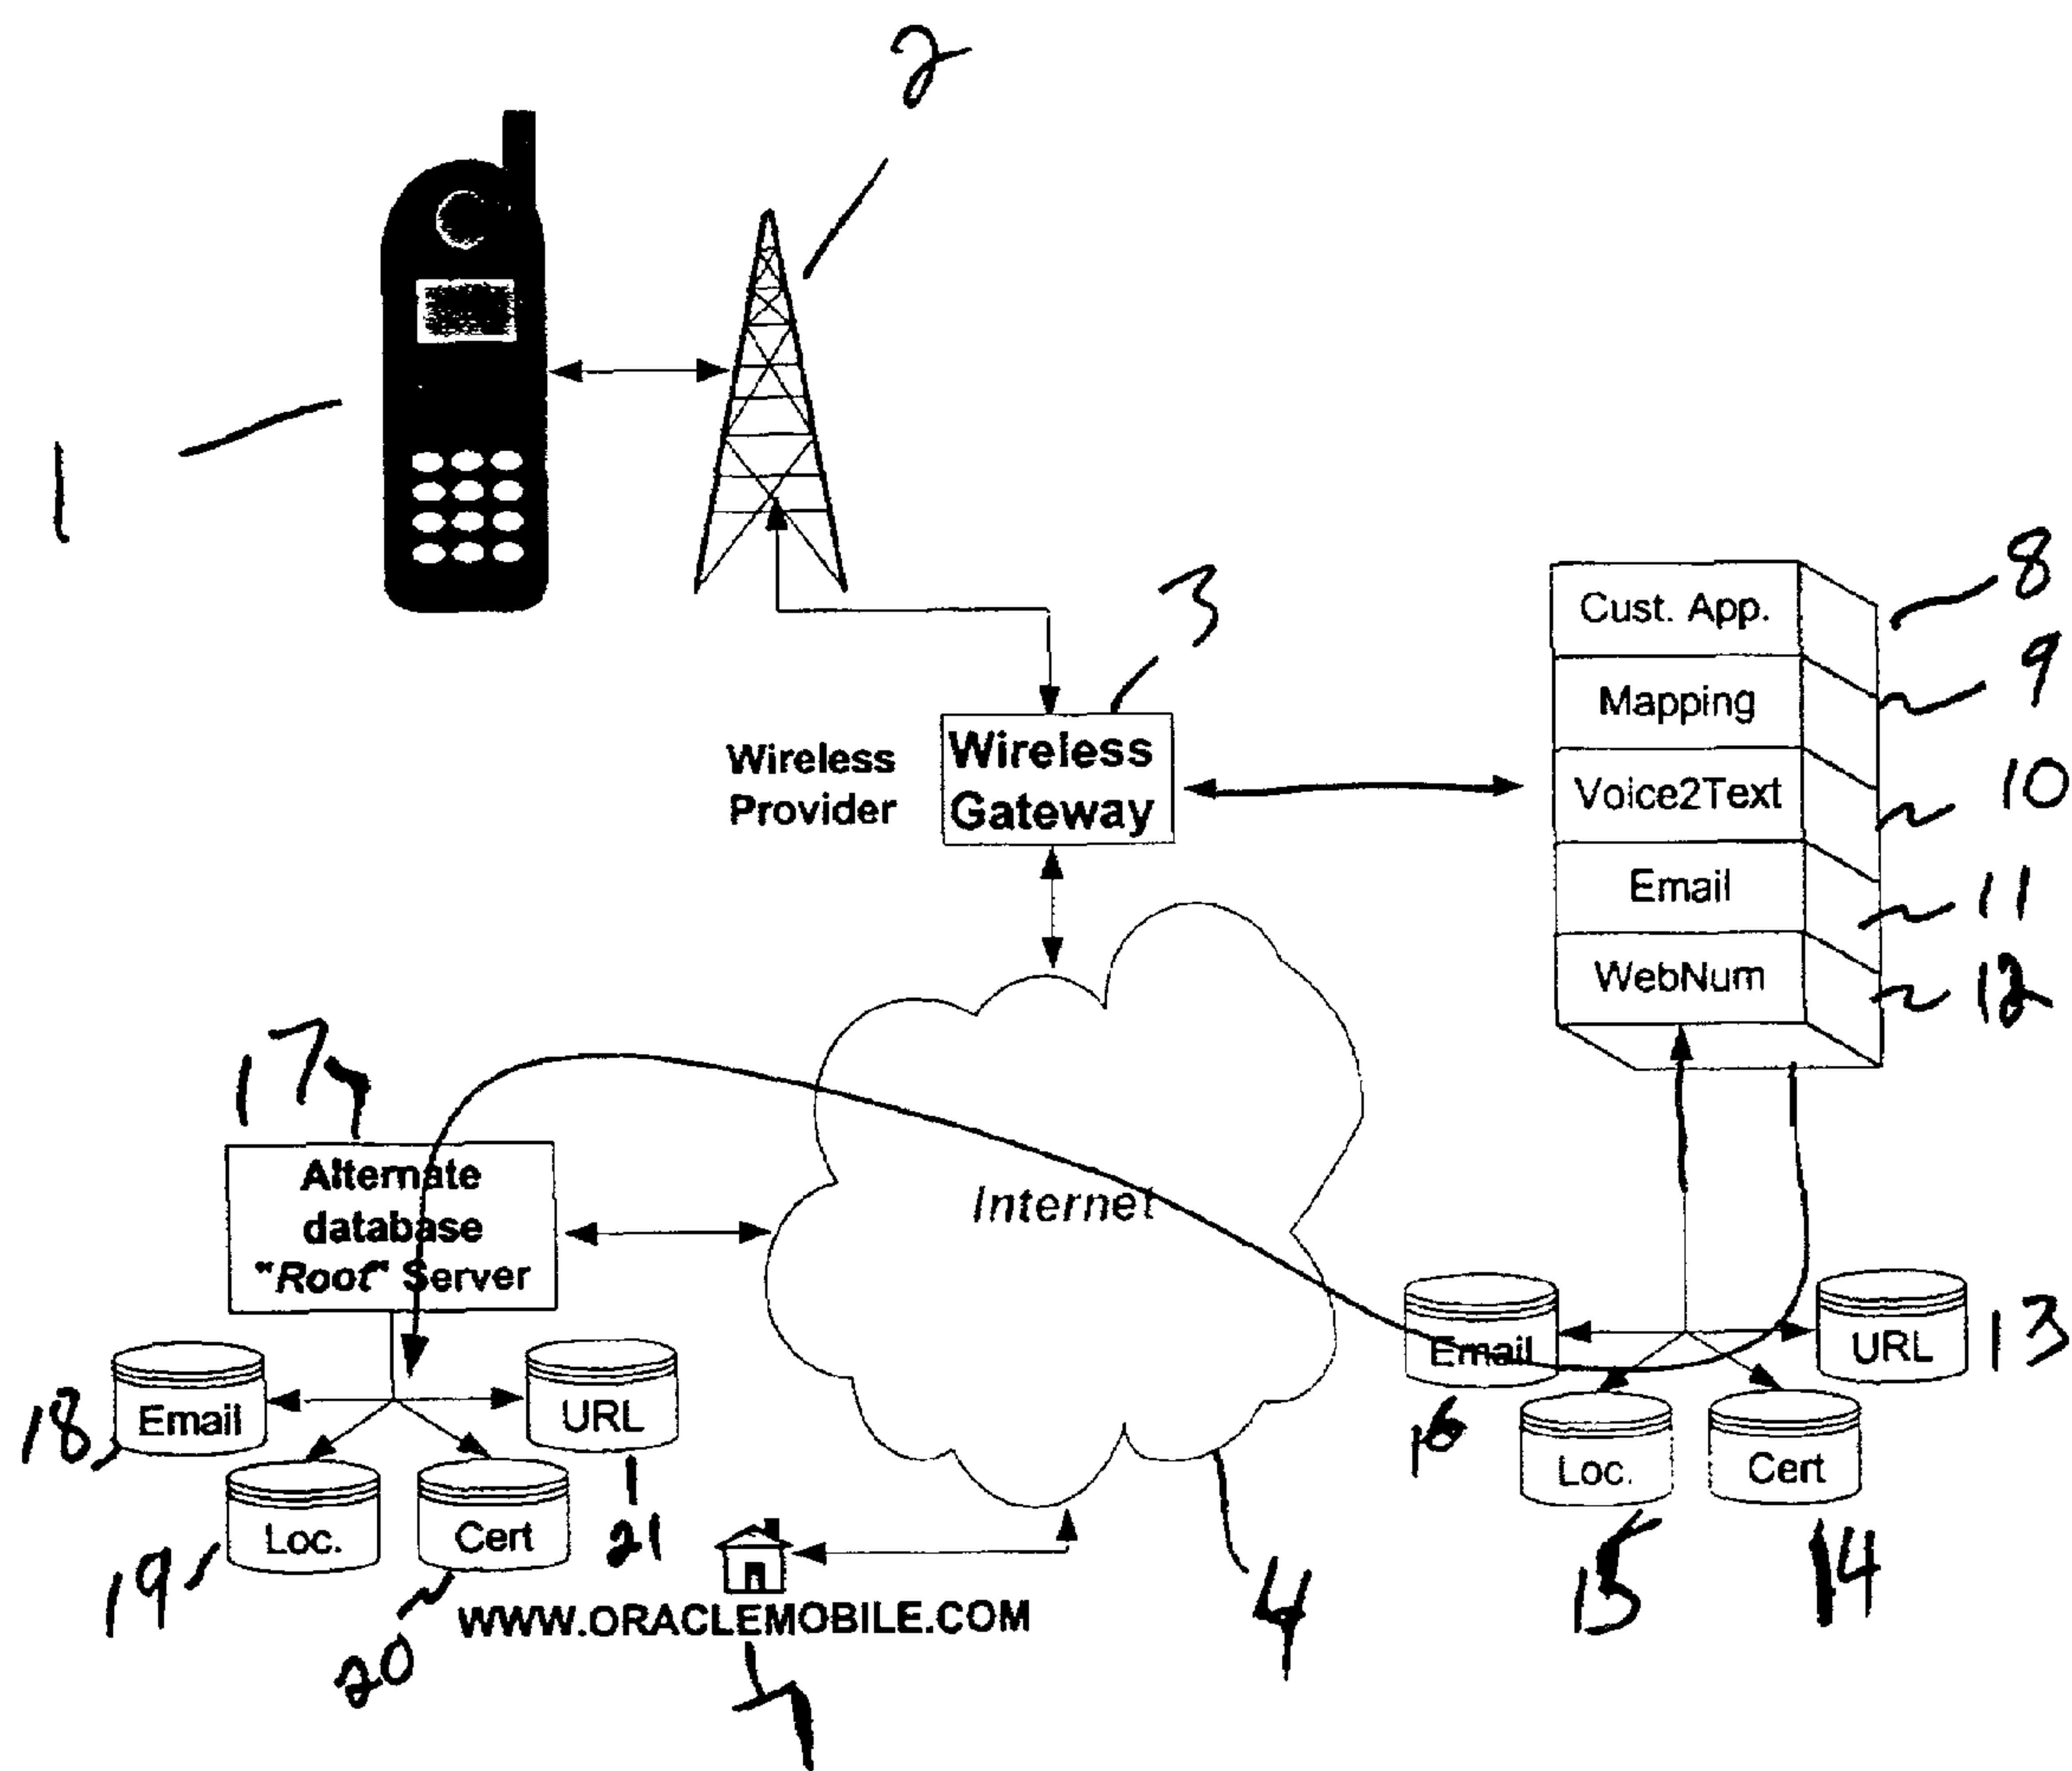 2
1
3
Wireless
Provider
Wireless
Gateway
Cust. App.
8
Mapping
9
Voice2Text
10
Email
11
WebNum
12
17
Alternate
database
"Root" Server
Internet
Email
16
URL
13
Loc.
15
Cert
14
Email
18
URL
21
Loc.
19
Cert
20
WWW.ORACLEMOBILE.COM
4